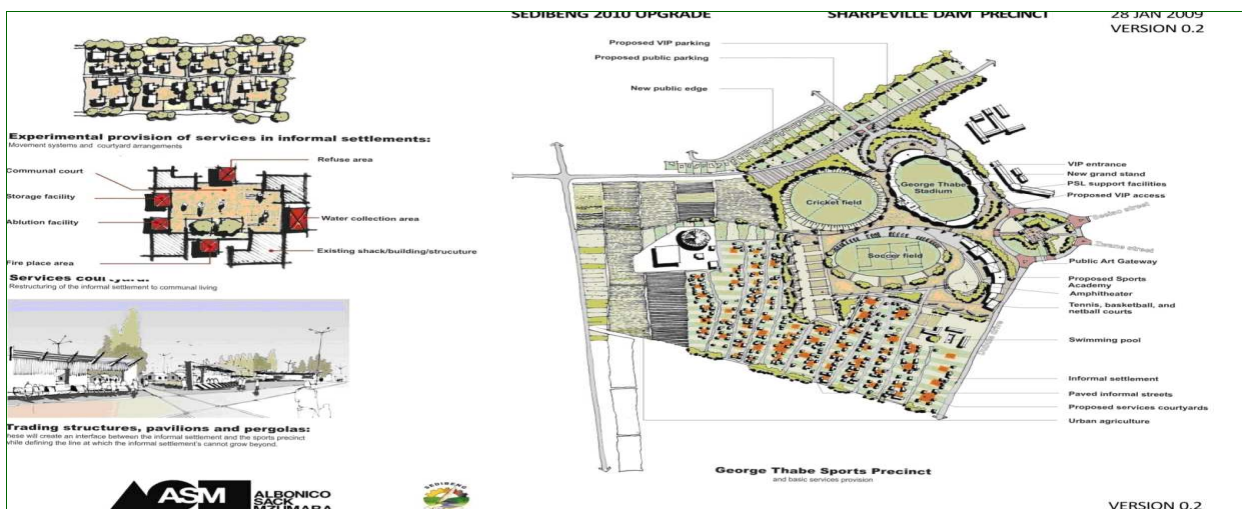 SEDIBENG 2010 UPGRADE
SHARPEVILLE DAM PRECINCT
28 JAN 2009
VERSION 0.2
Experimental provision of services in informal settlements:
Movement systems and courtyard arrangements
Communal court
Storage facility
Ablution facility
Fire place area
Refuse area
Water collection area
Existing shack/building/strucuture
Services
Restructuring of the informal settlement to communal living
Trading structures, pavilions and pergolas:
hese will create an interface between the informal settlement and the sports precinct
while defining the line at which the informal settlement's cannot grow beyond.
ASM
ALBONICO
SACK
MZUMARA
SEDIBENG
Proposed VIP parking
Proposed public parking
New public edge
George Thabe
Stadium
Cricket field
Soccer field
VIP entrance
New grand stand
PSL support facilities
Proposed VIP access
Zwane street
Public Art Gateway
Proposed Sports
Academy
Amphitheater
Tennis, basketball, and
netball courts
Swimming pool
Informal settlement
Paved informal streets
Proposed services courtyards
Urban agriculture
George Thabe Sports Precinct
and basic services provision
VERSION 0.2